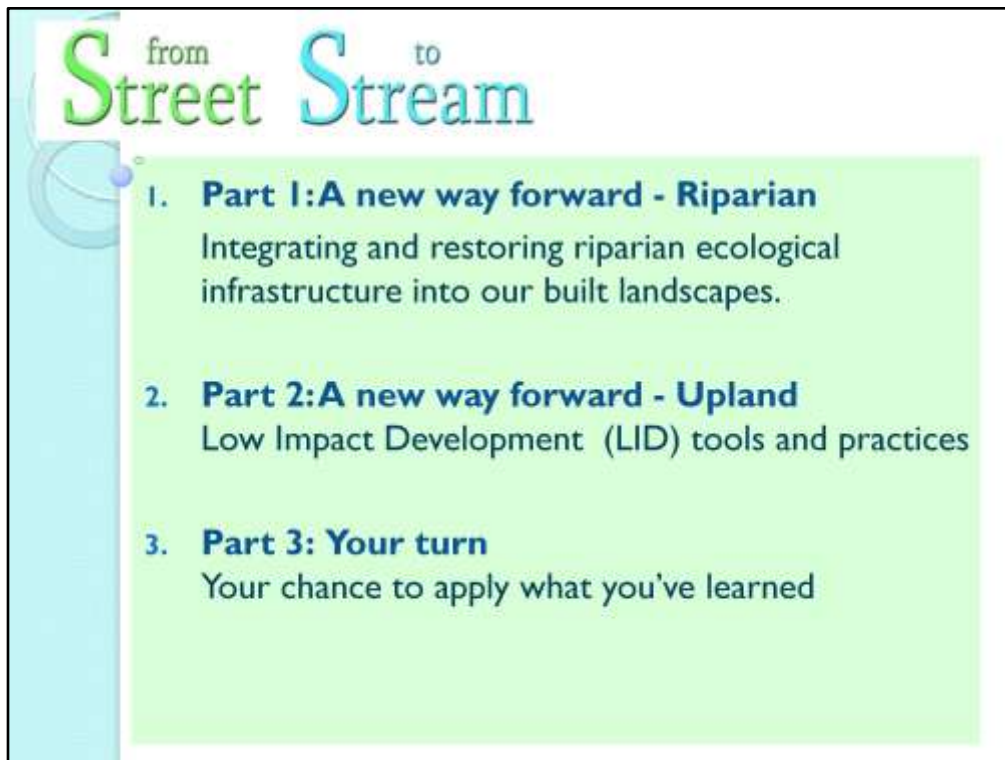 from Street to Stream
1. Part 1:A new way forward - Riparian
Integrating and restoring riparian ecological
infrastructure into our built landscapes.
2. Part 2:A new way forward - Upland
Low Impact Development (LID) tools and practices
3. Part 3: Your turn
Your chance to apply what you've learned